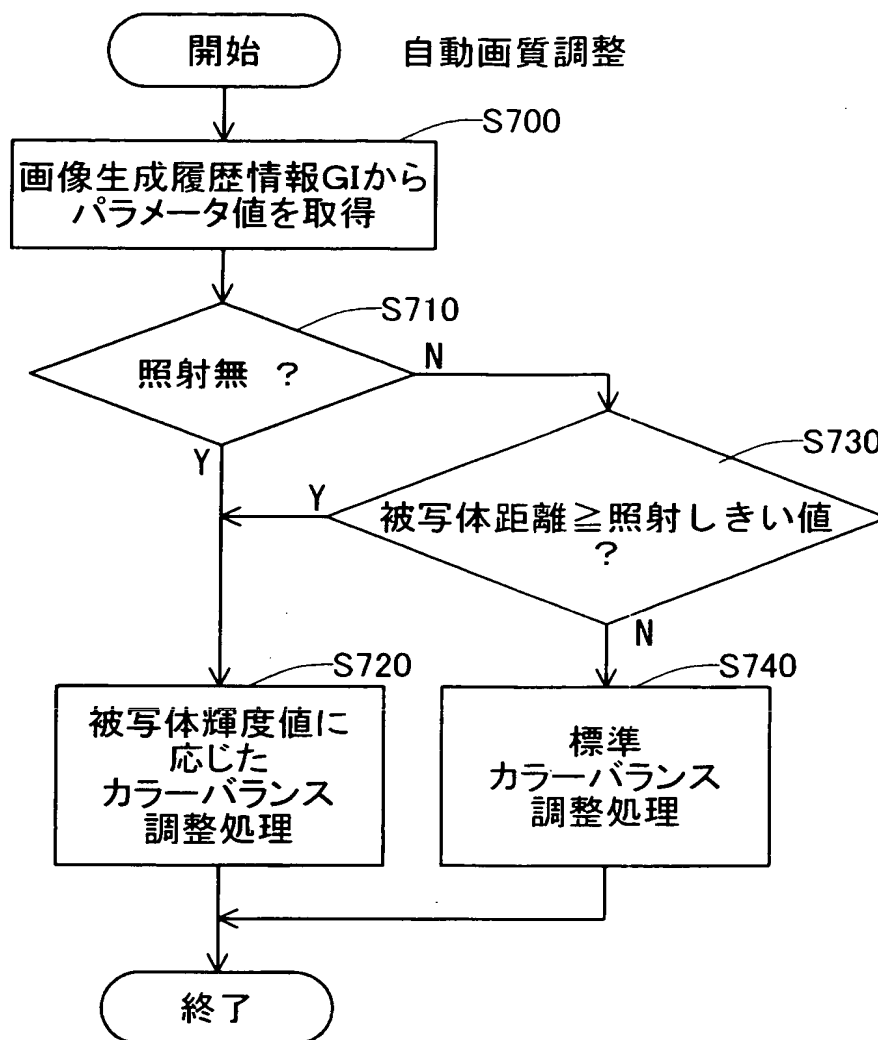 開始
自動画質調整
S700
画像生成履歴情報GIから
パラメータ値を取得
S710
照射無 ?
N
Y
S730
被写体距離≧照射しきい値
?
Y
N
S720
被写体輝度値に
応じた
カラーバランス
調整処理
S740
標準
カラーバランス
調整処理
終了